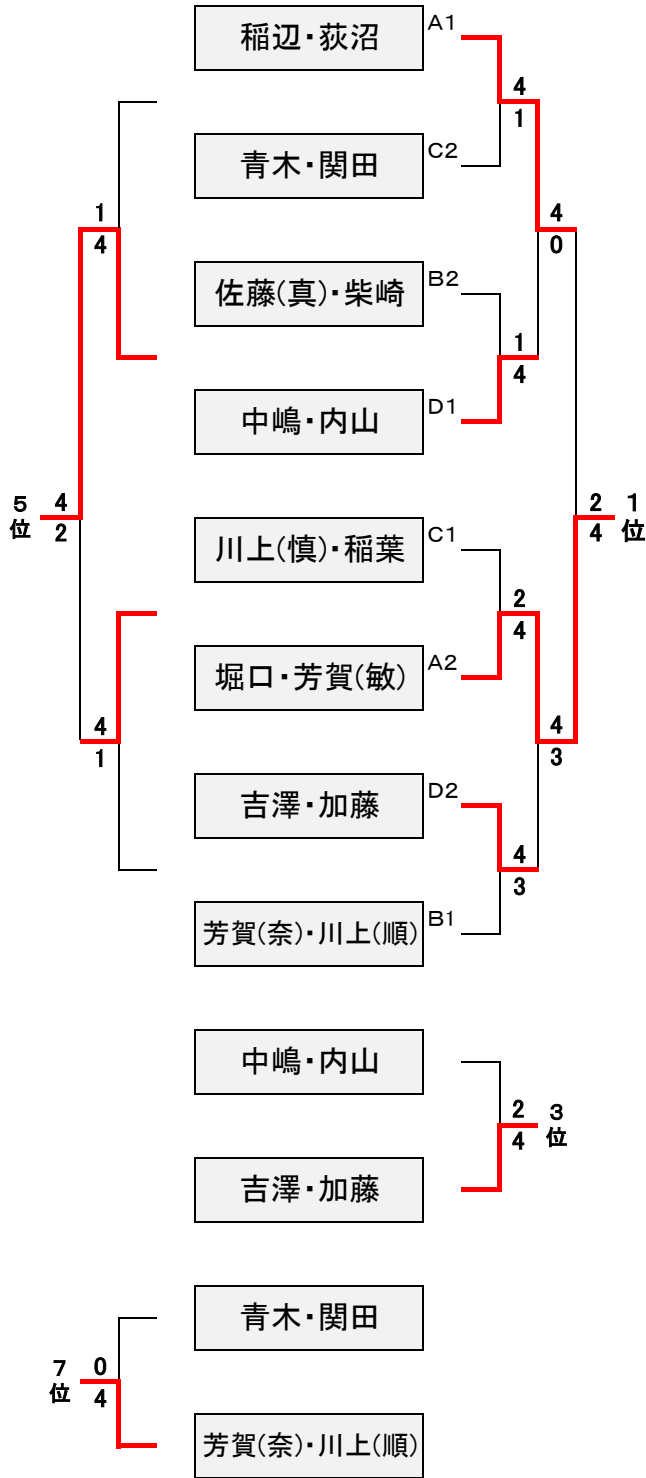 稲辺・荻沼 A1
4
1
青木・関田 C2
1
4
4
0
佐藤(真)・柴崎 B2
1
4
中嶋・内山 D1
5位
4
2
2
4
1位
川上(慎)・稲葉 C1
2
4
堀口・芳賀(敏) A2
4
1
4
3
吉澤・加藤 D2
4
3
芳賀(奈)・川上(順) B1
中嶋・内山
2
4
3位
吉澤・加藤
青木・関田
7位
0
4
芳賀(奈)・川上(順)